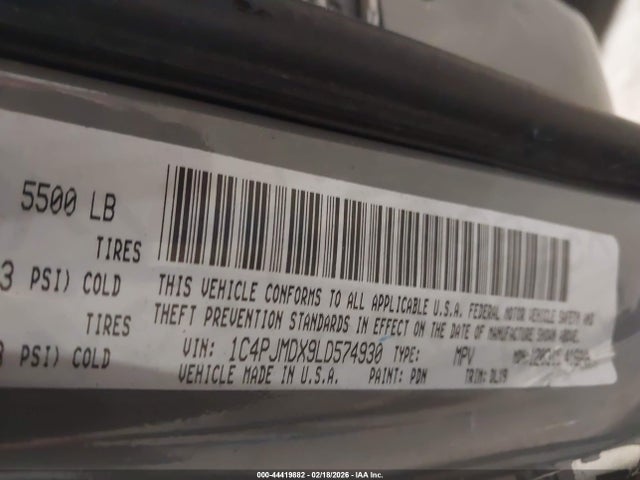 5500 LB
TIRES
3 PSI) COLD
TIRES
PSI) COLD
THIS VEHICLE CONFORMS TO ALL APPLICABLE U.S.A. FEDERAL MOTOR VEHICLE SAFETY AND
THEFT PREVENTION STANDARDS IN EFFECT ON THE DATE OF MANUFACTURE SHOWN ABOVE.
VIN: 1C4PJMDX9LD574930 TYPE: MPV
VEHICLE MADE IN U.S.A. PAINT: PDN TRIM: DLV9
000-44419882 | 02/18/2026 | IAA Inc.